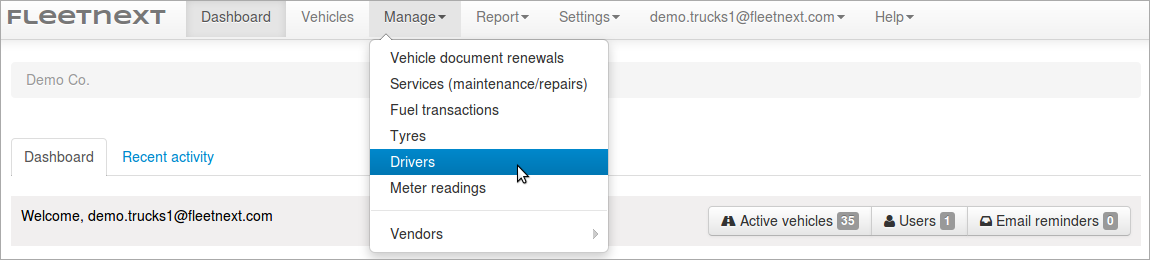 FLEETNEXT Dashboard Vehicles Manage Report Settings demo.trucks1@fleetnext.com Help
Demo Co.
Vehicle document renewals
Services (maintenance/repairs)
Fuel transactions
Tyres
Drivers
Meter readings
Vendors
Dashboard Recent activity
Welcome, demo.trucks1@fleetnext.com
Active vehicles 35 Users 1 Email reminders 0